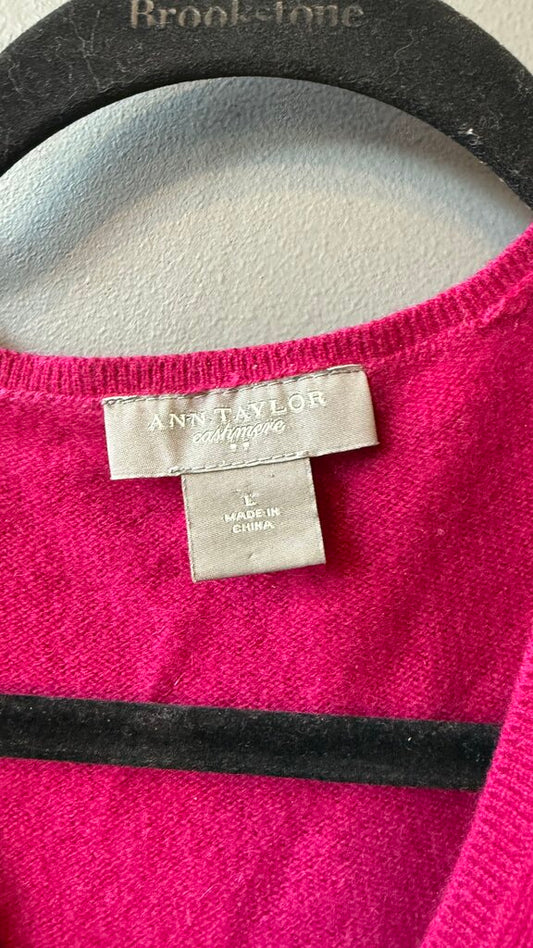 Brookstone
ANN TAYLOR
cashmere
L
MADE IN
CHINA